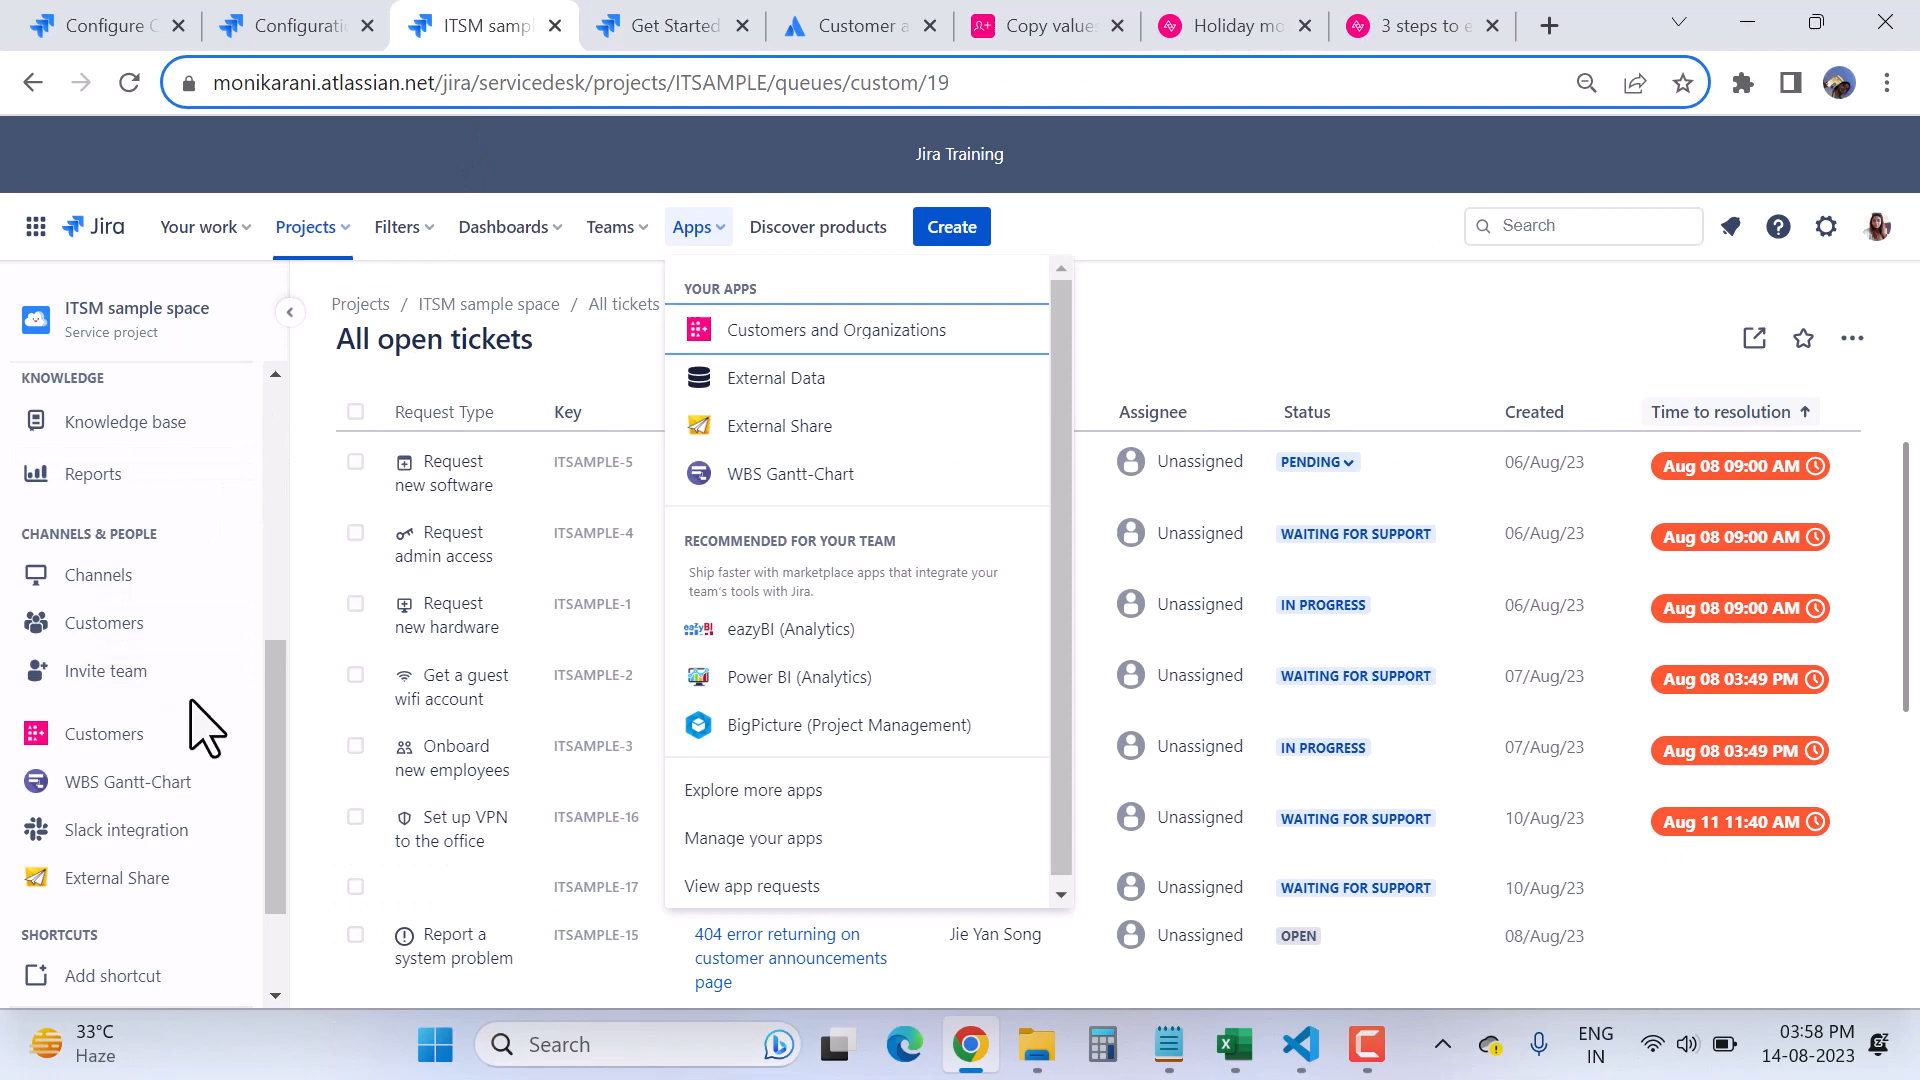 Configure C
Configuratio
ITSM samp
Get Started
Customer a
Copy value
Holiday mo
3 steps to e
monikarani.atlassian.net/jira/servicedesk/projects/ITSAMPLE/queues/custom/19
Jira Training
Jira
Your work
Projects
Filters
Dashboards
Teams
Apps
Discover products
Create
Search
ITSM sample space
Service project
KNOWLEDGE
Knowledge base
Reports
CHANNELS & PEOPLE
Channels
Customers
Invite team
Customers
WBS Gantt-Chart
Slack integration
External Share
SHORTCUTS
Add shortcut
Projects / ITSM sample space / All tickets
All open tickets
Request Type Key Assignee Status Created Time to resolution
Request new software ITSAMPLE-5 Unassigned PENDING 06/Aug/23 Aug 08 09:00 AM
Request admin access ITSAMPLE-4 Unassigned WAITING FOR SUPPORT 06/Aug/23 Aug 08 09:00 AM
Request new hardware ITSAMPLE-1 Unassigned IN PROGRESS 06/Aug/23 Aug 08 09:00 AM
Get a guest wifi account ITSAMPLE-2 Unassigned WAITING FOR SUPPORT 07/Aug/23 Aug 08 03:49 PM
Onboard new employees ITSAMPLE-3 Unassigned IN PROGRESS 07/Aug/23 Aug 08 03:49 PM
Set up VPN to the office ITSAMPLE-16 Unassigned WAITING FOR SUPPORT 10/Aug/23 Aug 11 11:40 AM
ITSAMPLE-17 Unassigned WAITING FOR SUPPORT 10/Aug/23
Report a system problem ITSAMPLE-15 404 error returning on customer announcements page Jie Yan Song Unassigned OPEN 08/Aug/23
YOUR APPS
Customers and Organizations
External Data
External Share
WBS Gantt-Chart
RECOMMENDED FOR YOUR TEAM
Ship faster with marketplace apps that integrate your
team's tools with Jira.
eazyBI
eazyBI (Analytics)
Power BI (Analytics)
BigPicture (Project Management)
Explore more apps
Manage your apps
View app requests
33°C
Haze
Search
ENG
IN
03:58 PM
14-08-2023